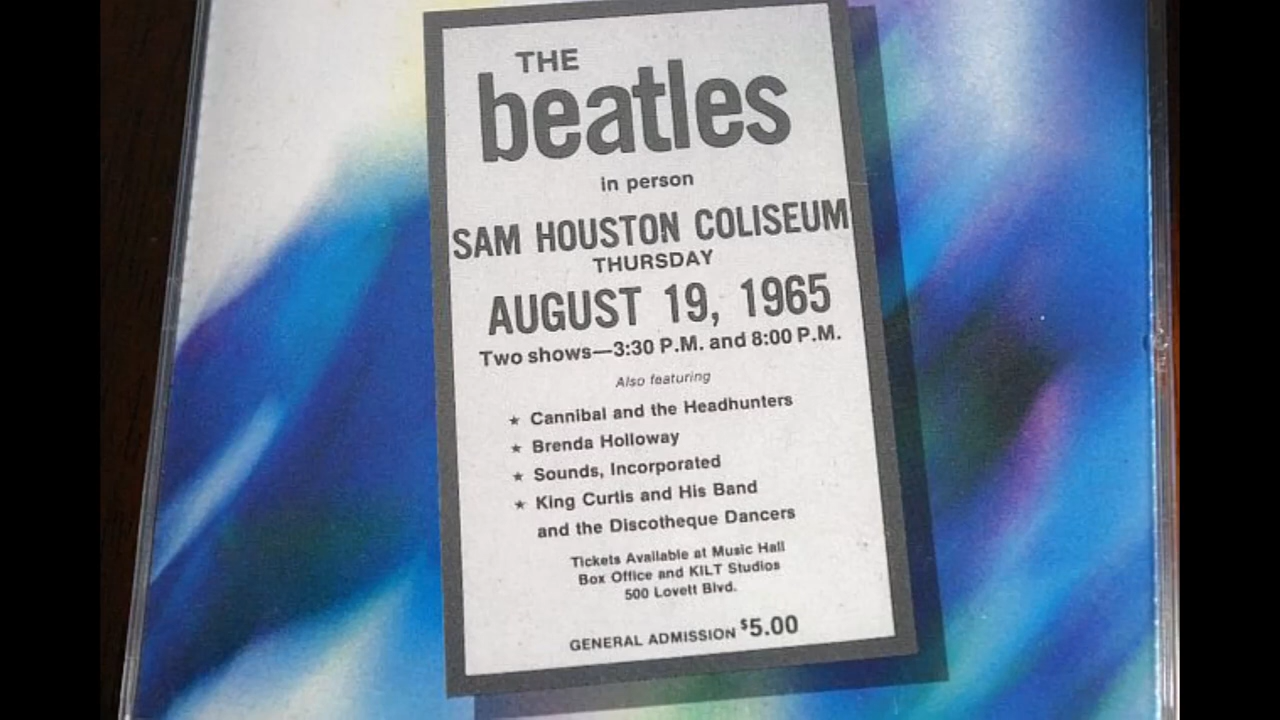 THE
beatles
in person
SAM HOUSTON COLISEUM
THURSDAY
AUGUST 19, 1965
Two shows—3:30 P.M. and 8:00 P.M.
Also featuring
★ Cannibal and the Headhunters
★ Brenda Holloway
★ Sounds, Incorporated
★ King Curtis and His Band
and the Discotheque Dancers
Tickets Available at Music Hall
Box Office and KILT Studios
500 Lovett Blvd.
GENERAL ADMISSION $5.00